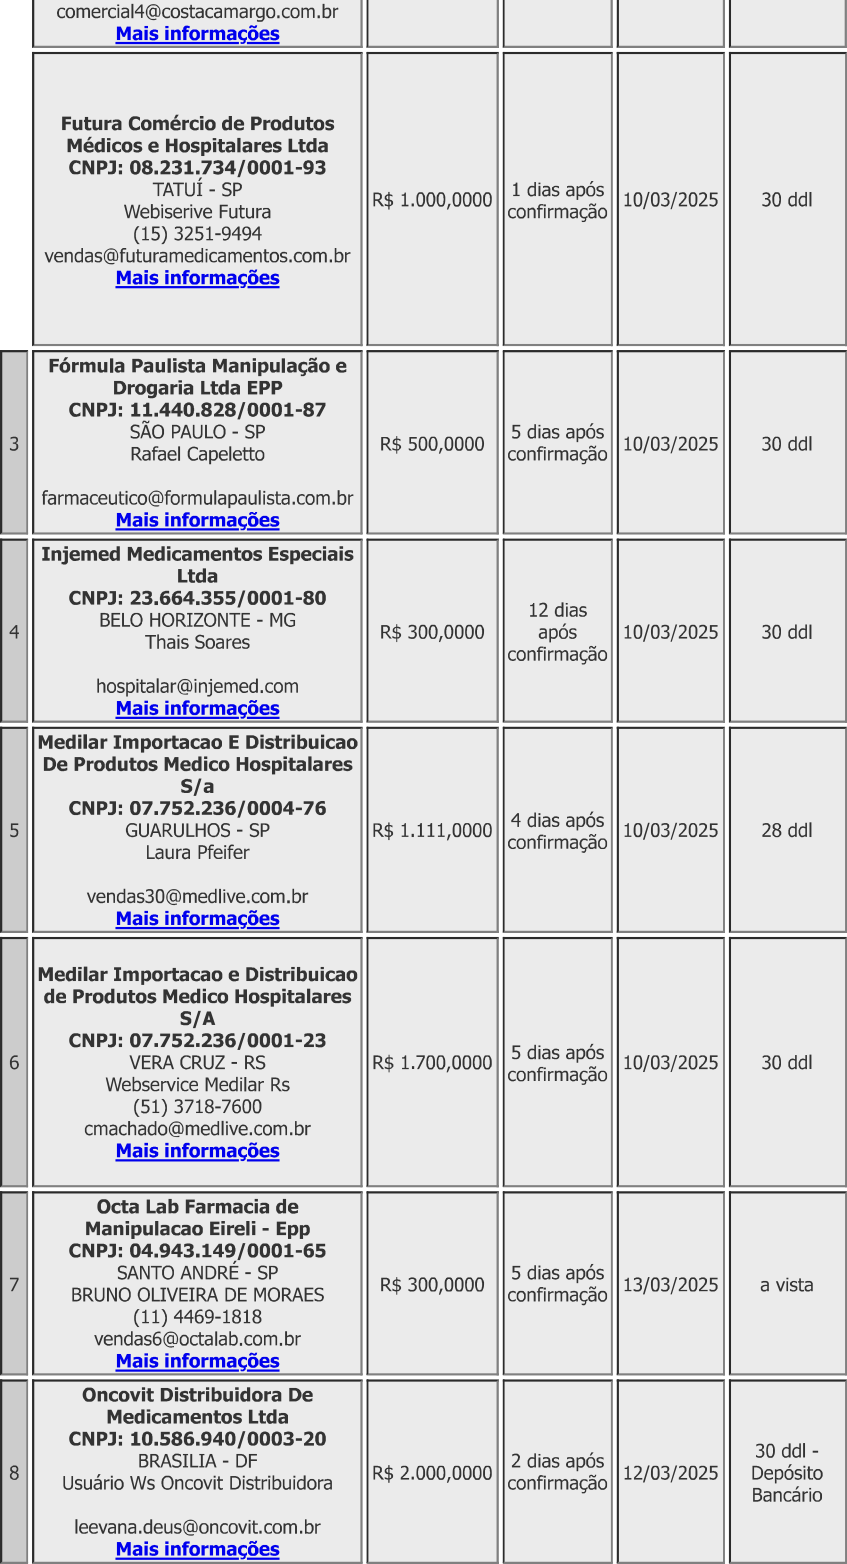 comercial4@costacamargo.com.br
Mais informações
Futura Comércio de Produtos
Médicos e Hospitalares Ltda
CNPJ: 08.231.734/0001-93
TATUÍ - SP
Webiserive Futura
(15) 3251-9494
vendas@futuramedicamentos.com.br
Mais informações
R$ 1.000,0000
1 dias após
confirmação
10/03/2025
30 ddl
3
Fórmula Paulista Manipulação e
Drogaria Ltda EPP
CNPJ: 11.440.828/0001-87
SÃO PAULO - SP
Rafael Capeletto
farmaceutico@formulapaulista.com.br
Mais informações
R$ 500,0000
5 dias após
confirmação
10/03/2025
30 ddl
4
Injemed Medicamentos Especiais
Ltda
CNPJ: 23.664.355/0001-80
BELO HORIZONTE - MG
Thais Soares
hospitalar@injemed.com
Mais informações
R$ 300,0000
12 dias
após
confirmação
10/03/2025
30 ddl
5
Medilar Importacao E Distribuicao
De Produtos Medico Hospitalares
S/a
CNPJ: 07.752.236/0004-76
GUARULHOS - SP
Laura Pfeifer
vendas30@medlive.com.br
Mais informações
R$ 1.111,0000
4 dias após
confirmação
10/03/2025
28 ddl
6
Medilar Importacao e Distribuicao
de Produtos Medico Hospitalares
S/A
CNPJ: 07.752.236/0001-23
VERA CRUZ - RS
Webservice Medilar Rs
(51) 3718-7600
cmachado@medlive.com.br
Mais informações
R$ 1.700,0000
5 dias após
confirmação
10/03/2025
30 ddl
7
Octa Lab Farmacia de
Manipulacao Eireli - Epp
CNPJ: 04.943.149/0001-65
SANTO ANDRÉ - SP
BRUNO OLIVEIRA DE MORAES
(11) 4469-1818
vendas6@octalab.com.br
Mais informações
R$ 300,0000
5 dias após
confirmação
13/03/2025
a vista
8
Oncovit Distribuidora De
Medicamentos Ltda
CNPJ: 10.586.940/0003-20
BRASILIA - DF
Usuário Ws Oncovit Distribuidora
leevana.deus@oncovit.com.br
Mais informações
R$ 2.000,0000
2 dias após
confirmação
12/03/2025
30 ddl -
Depósito
Bancário